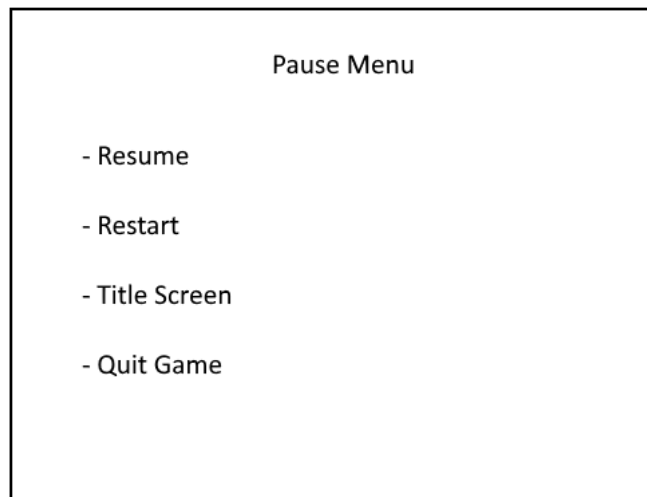 Pause Menu
- Resume
- Restart
- Title Screen
- Quit Game